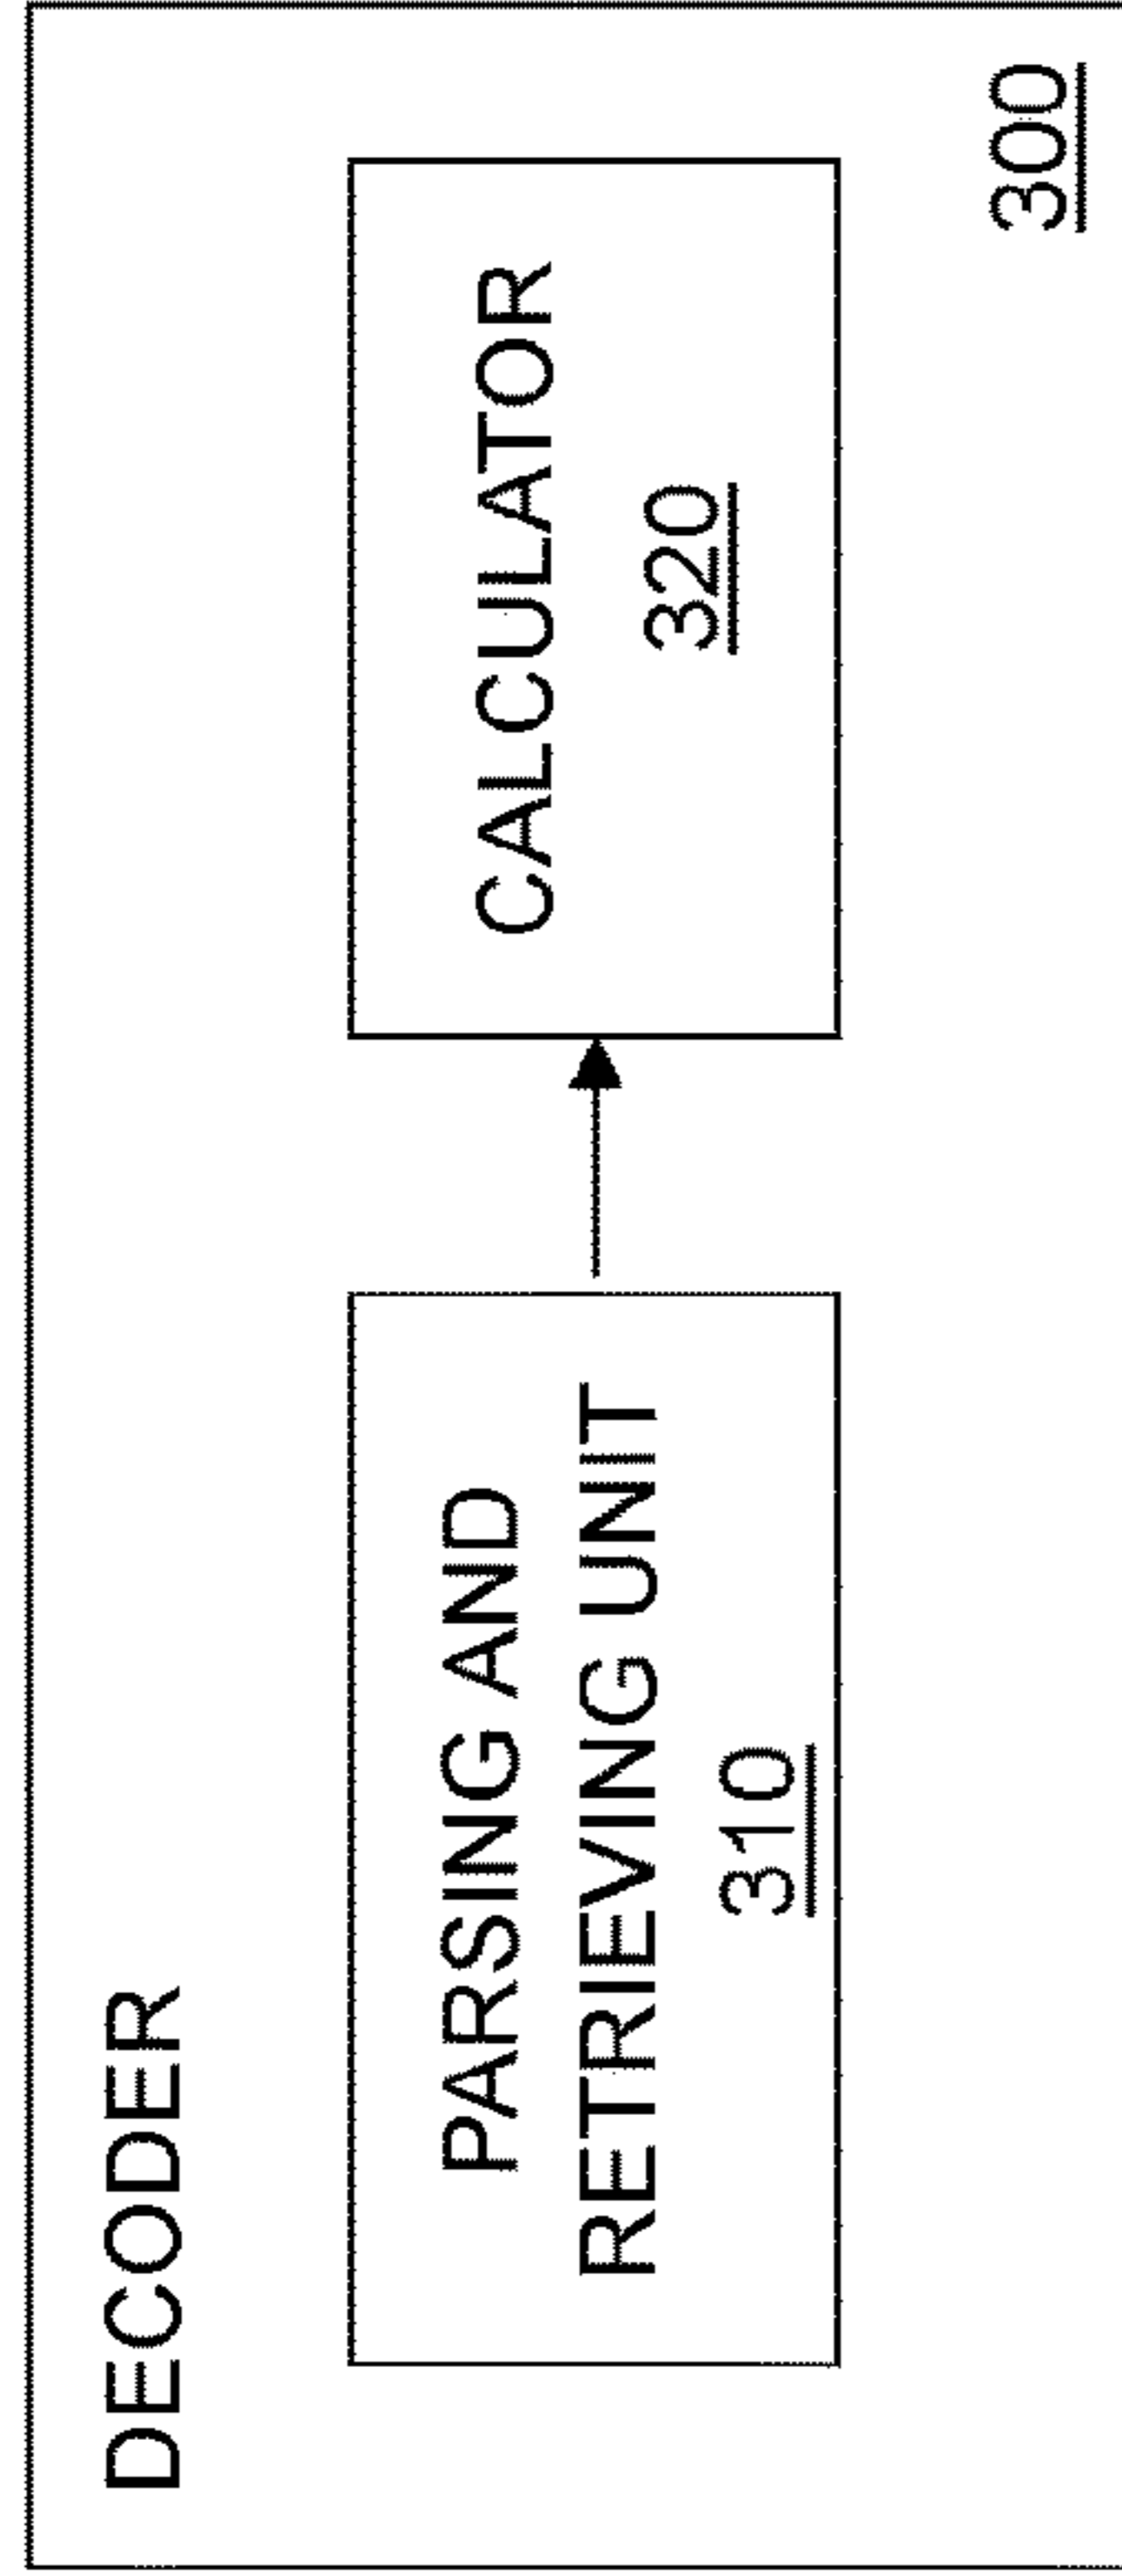 DECODER
PARSING AND
RETRIEVING UNIT
310
CALCULATOR
320
300